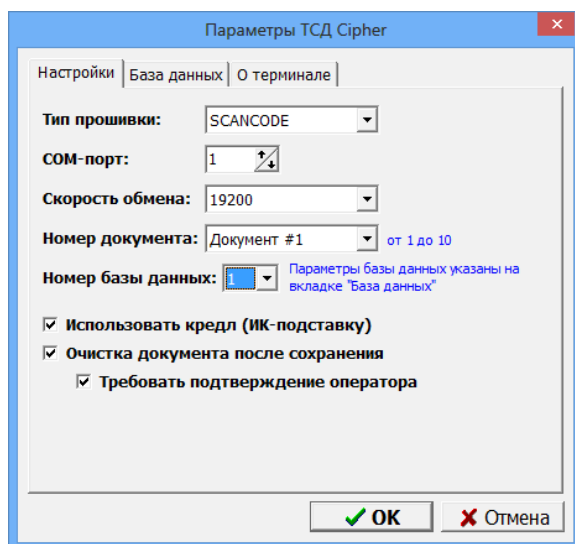 Параметры ТСД Cipher
Настройки База данных О терминале
Тип прошивки: SCANCODE
COM-порт: 1
Скорость обмена: 19200
Номер документа: Документ #1 от 1 до 10
Номер базы данных: 1 Параметры базы данных указаны на
вкладке "База данных"
Использовать кредл (ИК-подставку)
Очистка документа после сохранения
Требовать подтверждение оператора
OK Отмена